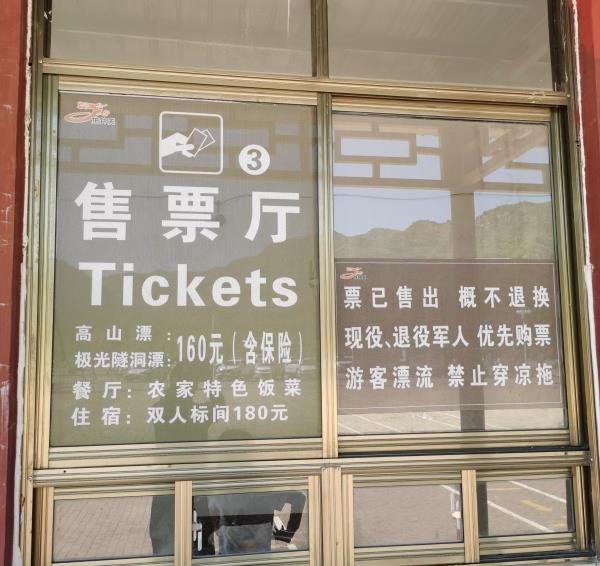 ③
售票厅
Tickets
高山漂:
极光隧洞漂: 160元(含保险)
餐厅: 农家特色饭菜
住宿: 双人标间180元
票已售出 概不退换
现役、退役军人 优先购票
游客漂流 禁止穿凉拖